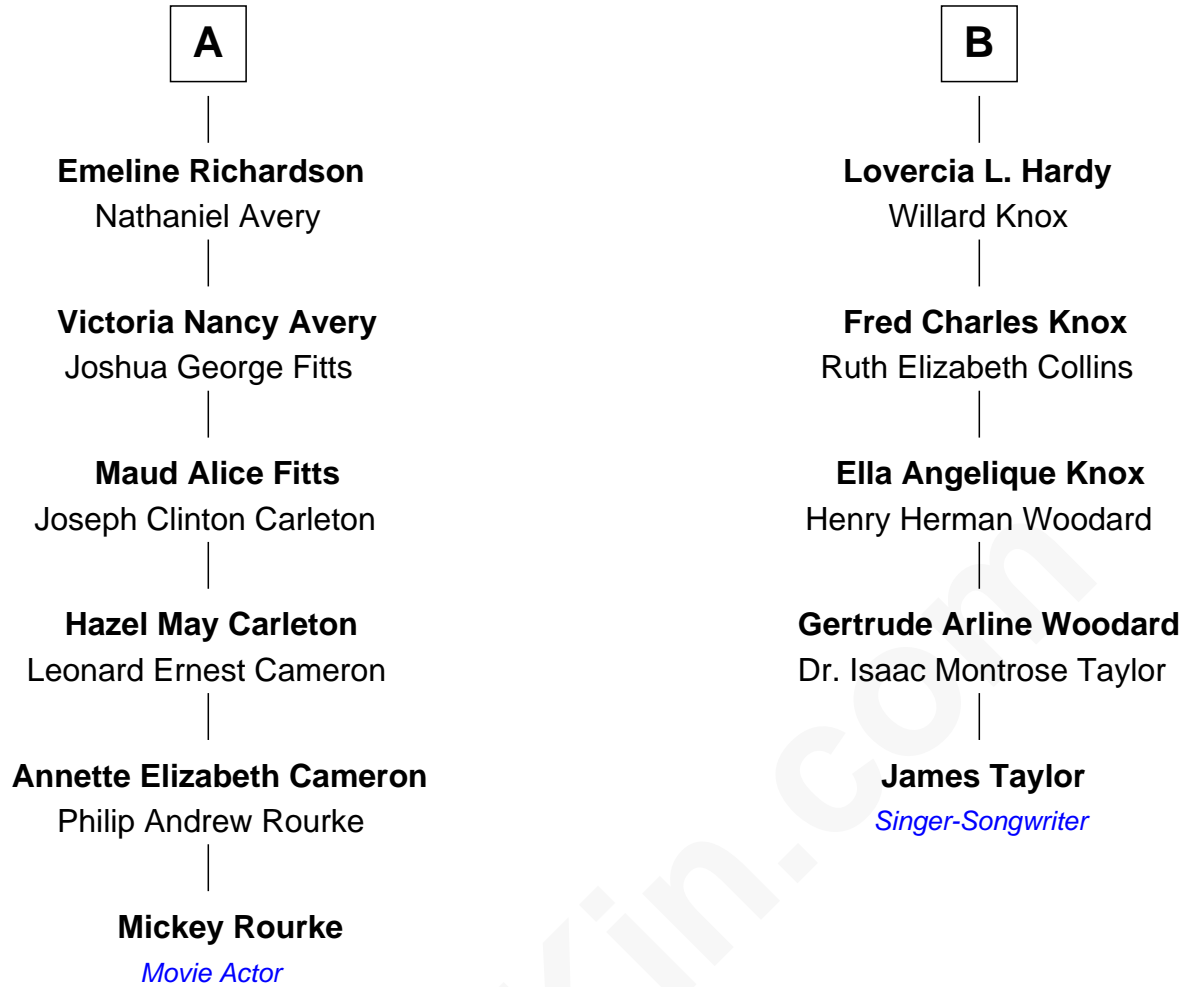 A
Emeline Richardson
Nathaniel Avery
Victoria Nancy Avery
Joshua George Fitts
Maud Alice Fitts
Joseph Clinton Carleton
Hazel May Carleton
Leonard Ernest Cameron
Annette Elizabeth Cameron
Philip Andrew Rourke
Mickey Rourke
Movie Actor
B
Lovercia L. Hardy
Willard Knox
Fred Charles Knox
Ruth Elizabeth Collins
Ella Angelique Knox
Henry Herman Woodard
Gertrude Arline Woodard
Dr. Isaac Montrose Taylor
James Taylor
Singer-Songwriter
Kin.com